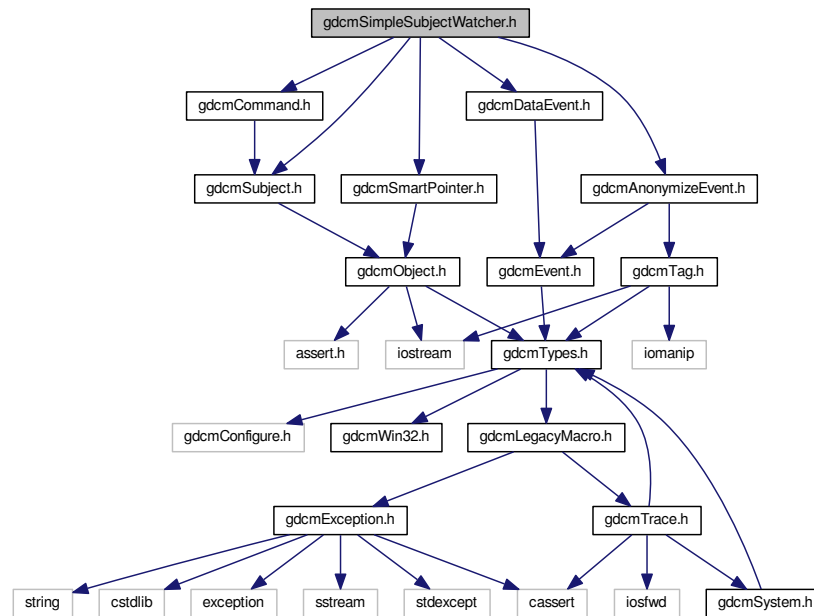 gdcmSimpleSubjectWatcher.h
gdcmCommand.h
gdcmDataEvent.h
gdcmSubject.h
gdcmSmartPointer.h
gdcmAnonymizeEvent.h
gdcmObject.h
gdcmEvent.h
gdcmTag.h
assert.h
iostream
gdcmTypes.h
iomanip
gdcmConfigure.h
gdcmWin32.h
gdcmLegacyMacro.h
gdcmException.h
gdcmTrace.h
string
cstdlib
exception
sstream
stdexcept
cassert
iosfwd
gdcmSystem.h